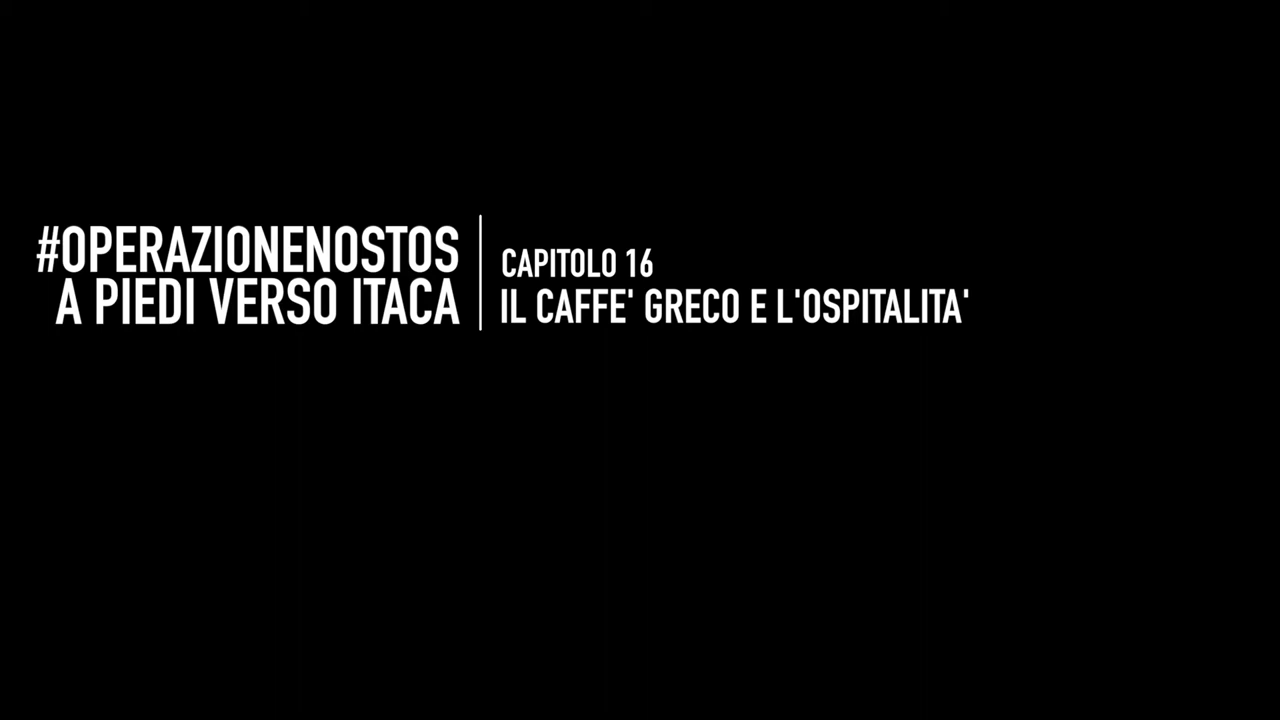 #OPERAZIONENOSTOS
A PIEDI VERSO ITACA
CAPITOLO 16
IL CAFFE' GRECO E L'OSPITALITA'